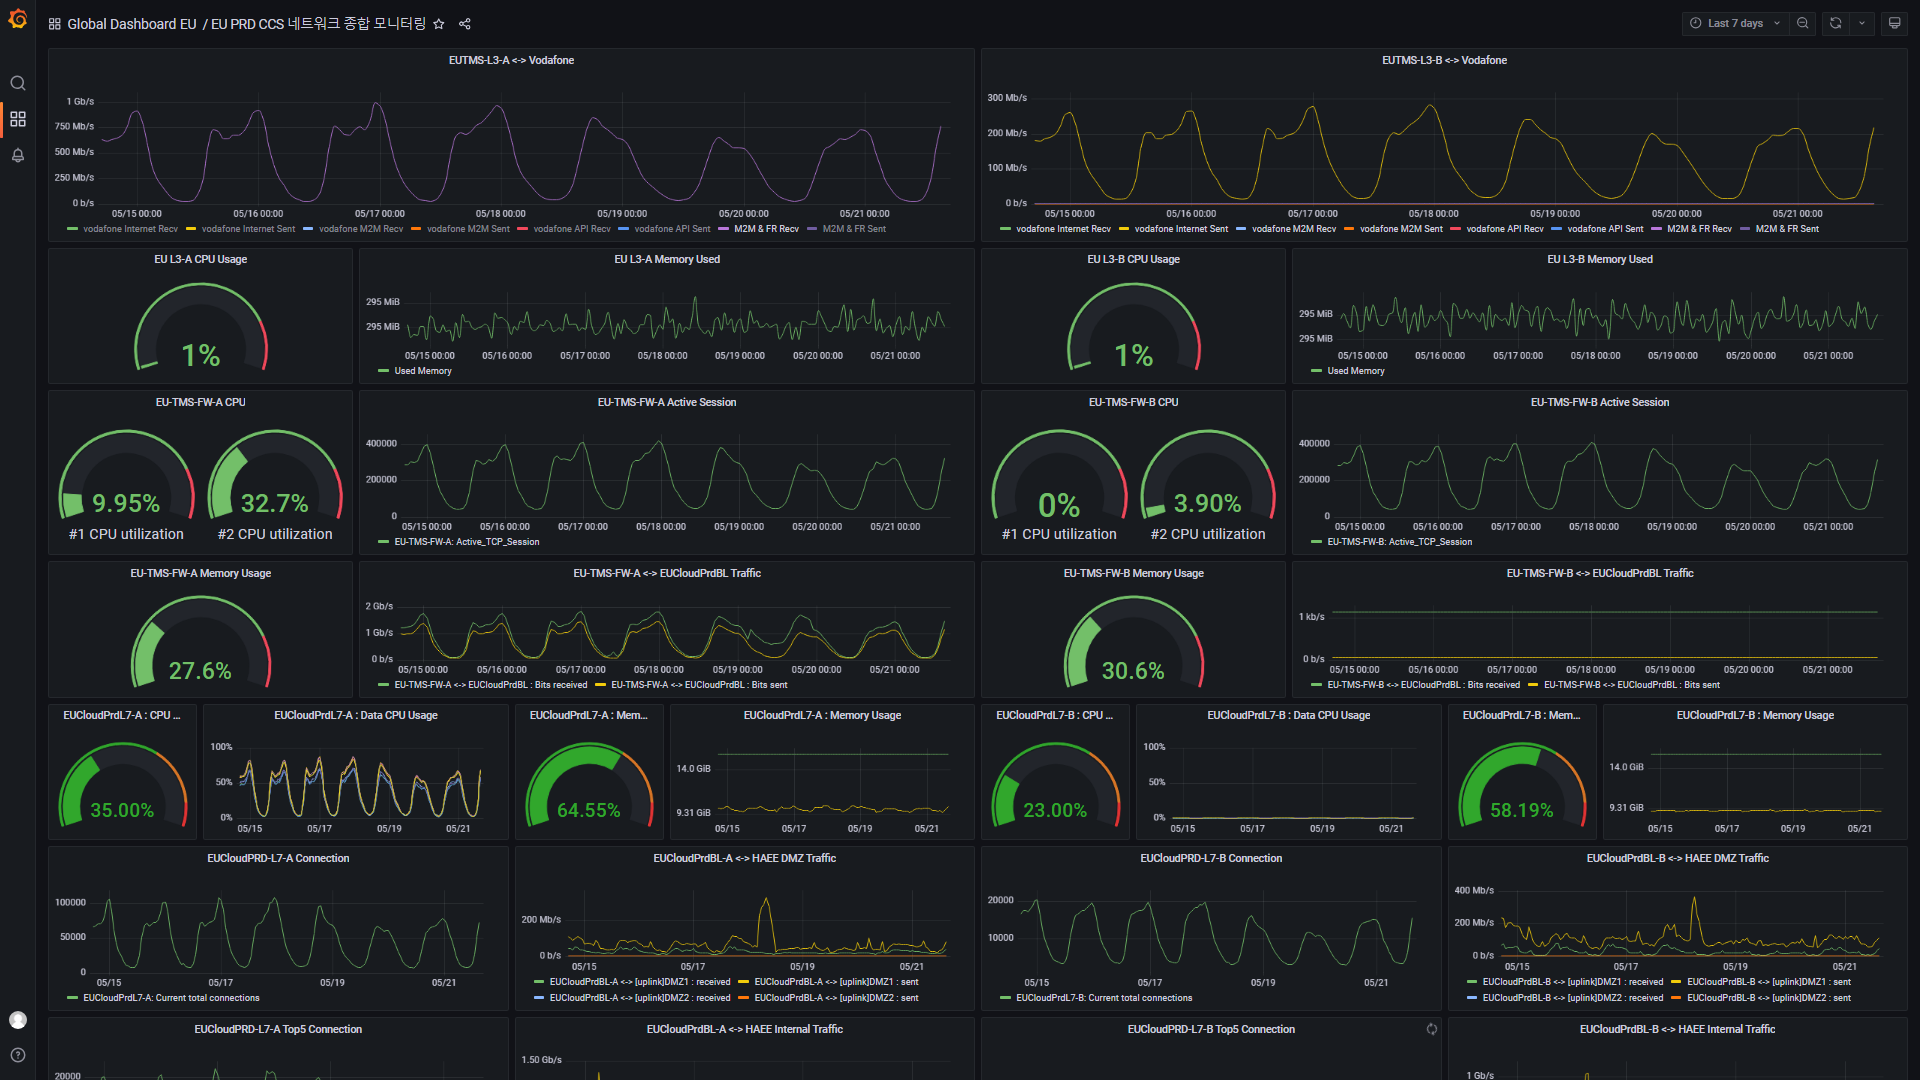 Global Dashboard EU / EU PRD CCS 네트워크 종합 모니터링
Last 7 days
EUTMS-L3-A <-> Vodafone
1 Gb/s
750 Mb/s
500 Mb/s
250 Mb/s
0 b/s
05/15 00:00 05/16 00:00 05/17 00:00 05/18 00:00 05/19 00:00 05/20 00:00 05/21 00:00
vodafone Internet Recv vodafone Internet Sent vodafone M2M Recv vodafone M2M Sent vodafone API Recv vodafone API Sent M2M & FR Recv M2M & FR Sent
EUTMS-L3-B <-> Vodafone
300 Mb/s
200 Mb/s
100 Mb/s
0 b/s
05/15 00:00 05/16 00:00 05/17 00:00 05/18 00:00 05/19 00:00 05/20 00:00 05/21 00:00
vodafone Internet Recv vodafone Internet Sent vodafone M2M Recv vodafone M2M Sent vodafone API Recv vodafone API Sent M2M & FR Recv M2M & FR Sent
EU L3-A CPU Usage
1%
EU L3-A Memory Used
295 MiB
295 MiB
05/15 00:00 05/16 00:00 05/17 00:00 05/18 00:00 05/19 00:00 05/20 00:00 05/21 00:00
Used Memory
EU L3-B CPU Usage
1%
EU L3-B Memory Used
295 MiB
295 MiB
05/15 00:00 05/16 00:00 05/17 00:00 05/18 00:00 05/19 00:00 05/20 00:00 05/21 00:00
Used Memory
EU-TMS-FW-A CPU
9.95% 32.7%
#1 CPU utilization #2 CPU utilization
EU-TMS-FW-A Active Session
400000
200000
0
05/15 00:00 05/16 00:00 05/17 00:00 05/18 00:00 05/19 00:00 05/20 00:00 05/21 00:00
EU-TMS-FW-A: Active_TCP_Session
EU-TMS-FW-B CPU
0% 3.90%
#1 CPU utilization #2 CPU utilization
EU-TMS-FW-B Active Session
400000
200000
0
05/15 00:00 05/16 00:00 05/17 00:00 05/18 00:00 05/19 00:00 05/20 00:00 05/21 00:00
EU-TMS-FW-B: Active_TCP_Session
EU-TMS-FW-A Memory Usage
27.6%
EU-TMS-FW-A <-> EUCloudPrdBL Traffic
2 Gb/s
1 Gb/s
0 b/s
05/15 00:00 05/16 00:00 05/17 00:00 05/18 00:00 05/19 00:00 05/20 00:00 05/21 00:00
EU-TMS-FW-A <-> EUCloudPrdBL : Bits received EU-TMS-FW-A <-> EUCloudPrdBL : Bits sent
EU-TMS-FW-B Memory Usage
30.6%
EU-TMS-FW-B <-> EUCloudPrdBL Traffic
1 kb/s
0 b/s
05/15 00:00 05/16 00:00 05/17 00:00 05/18 00:00 05/19 00:00 05/20 00:00 05/21 00:00
EU-TMS-FW-B <-> EUCloudPrdBL : Bits received EU-TMS-FW-B <-> EUCloudPrdBL : Bits sent
EUCloudPrdL7-A : CPU ...
35.00%
EUCloudPrdL7-A : Data CPU Usage
100%
50%
0%
05/15 05/17 05/19 05/21
EUCloudPrdL7-A : Mem...
64.55%
EUCloudPrdL7-A : Memory Usage
14.0 GiB
9.31 GiB
05/15 05/17 05/19 05/21
EUCloudPrdL7-B : CPU ...
23.00%
EUCloudPrdL7-B : Data CPU Usage
100%
50%
0%
05/15 05/17 05/19 05/21
EUCloudPrdL7-B : Mem...
58.19%
EUCloudPrdL7-B : Memory Usage
14.0 GiB
9.31 GiB
05/15 05/17 05/19 05/21
EUCloudPRD-L7-A Connection
100000
50000
0
05/15 05/17 05/19 05/21
EUCloudPrdL7-A: Current total connections
EUCloudPrdBL-A <-> HAEE DMZ Traffic
200 Mb/s
0 b/s
05/15 05/17 05/19 05/21
EUCloudPrdBL-A <-> [uplink]DMZ1 : received EUCloudPrdBL-A <-> [uplink]DMZ1 : sent
EUCloudPrdBL-A <-> [uplink]DMZ2 : received EUCloudPrdBL-A <-> [uplink]DMZ2 : sent
EUCloudPRD-L7-B Connection
20000
10000
05/15 05/17 05/19 05/21
EUCloudPrdL7-B: Current total connections
EUCloudPrdBL-B <-> HAEE DMZ Traffic
400 Mb/s
200 Mb/s
0 b/s
05/15 05/17 05/19 05/21
EUCloudPrdBL-B <-> [uplink]DMZ1 : received EUCloudPrdBL-B <-> [uplink]DMZ1 : sent
EUCloudPrdBL-B <-> [uplink]DMZ2 : received EUCloudPrdBL-B <-> [uplink]DMZ2 : sent
EUCloudPRD-L7-A Top5 Connection
20000
EUCloudPrdBL-A <-> HAEE Internal Traffic
1.50 Gb/s
EUCloudPRD-L7-B Top5 Connection
EUCloudPrdBL-B <-> HAEE Internal Traffic
1 Gb/s